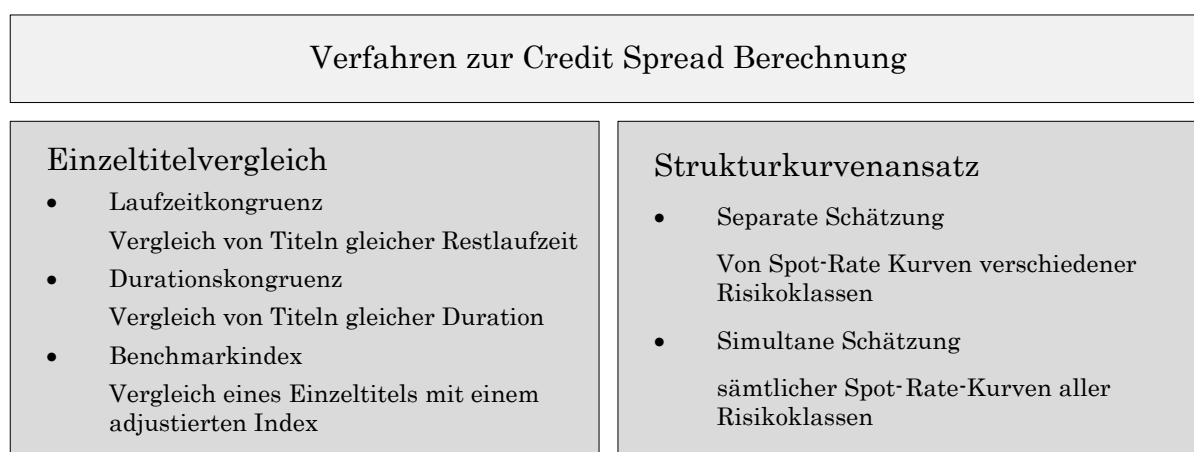 Verfahren zur Credit Spread Berechnung
Einzeltitelvergleich
• Laufzeitkongruenz
Vergleich von Titeln gleicher Restlaufzeit
• Durationskongruenz
Vergleich von Titeln gleicher Duration
• Benchmarkindex
Vergleich eines Einzeltitels mit einem
adjustierten Index
Strukturkurvenansatz
• Separate Schätzung
Von Spot-Rate Kurven verschiedener
Risikoklassen
• Simultane Schätzung
sämtlicher Spot-Rate-Kurven aller
Risikoklassen